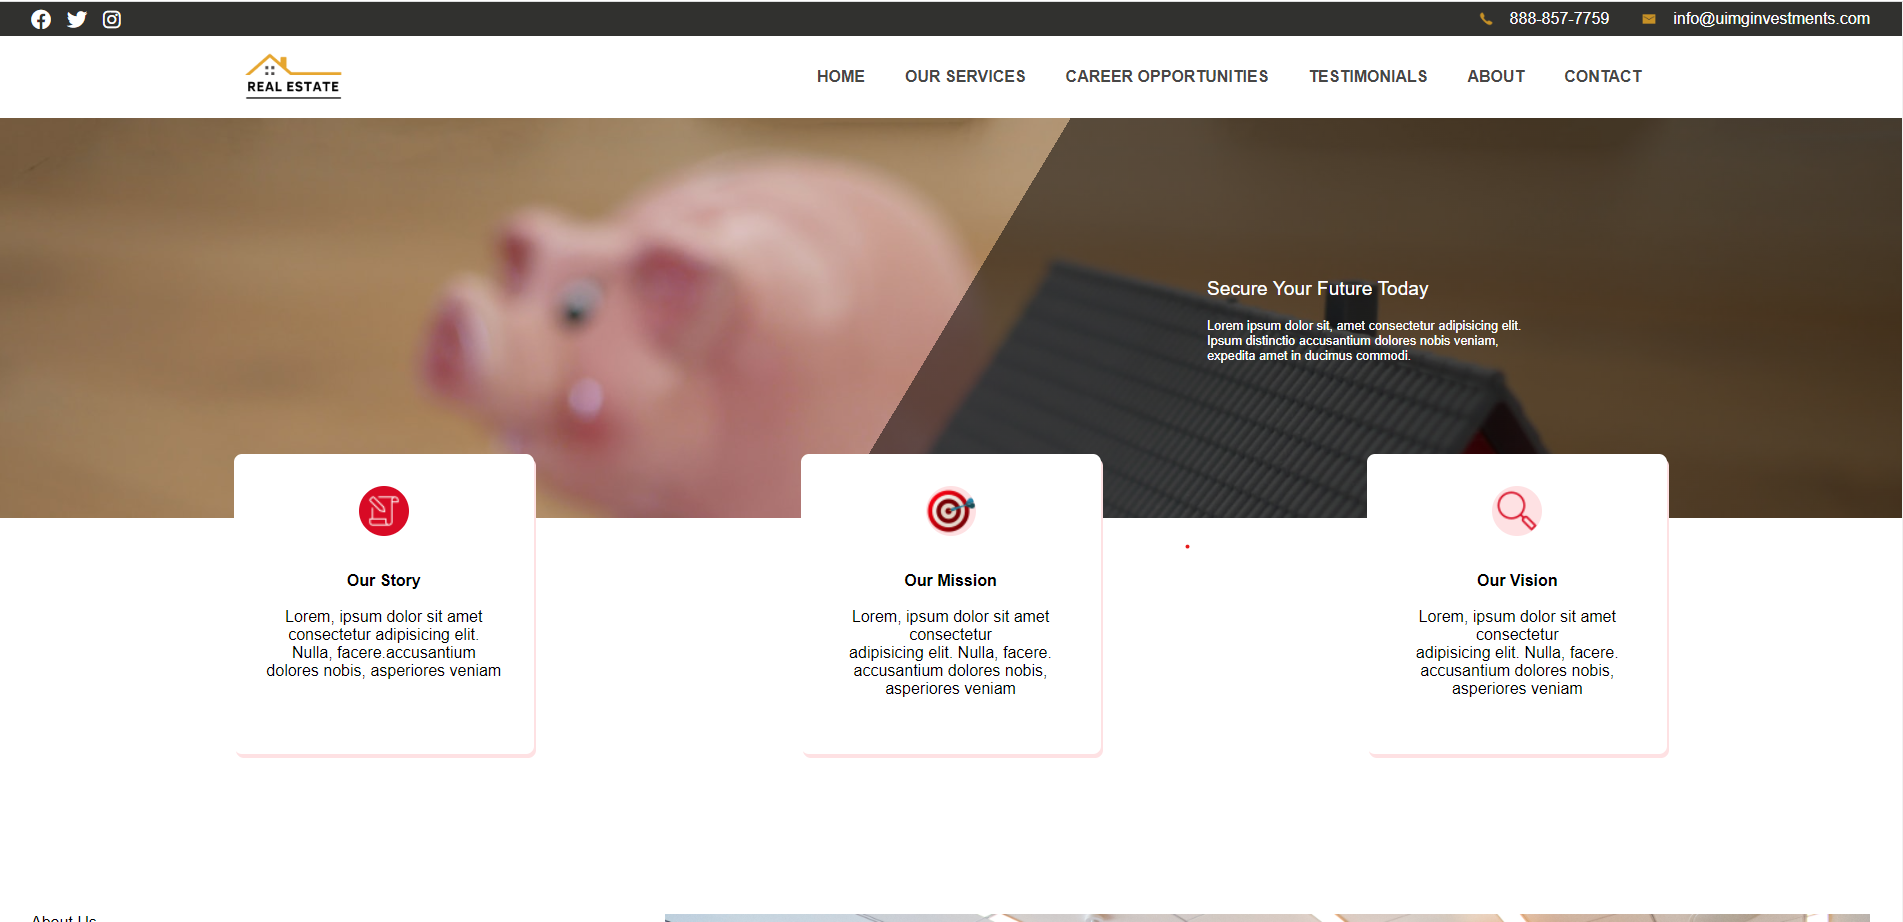 888-857-7759
info@uimginvestments.com
REAL ESTATE
HOME
OUR SERVICES
CAREER OPPORTUNITIES
TESTIMONIALS
ABOUT
CONTACT
Secure Your Future Today
Lorem ipsum dolor sit, amet consectetur adipisicing elit.
Ipsum distinctio accusantium dolores nobis veniam,
expedita amet in ducimus commodi.
Our Story
Lorem, ipsum dolor sit amet
consectetur adipisicing elit.
Nulla, facere.accusantium
dolores nobis, asperiores veniam
Our Mission
Lorem, ipsum dolor sit amet
consectetur
adipisicing elit. Nulla, facere.
accusantium dolores nobis,
asperiores veniam
Our Vision
Lorem, ipsum dolor sit amet
consectetur
adipisicing elit. Nulla, facere.
accusantium dolores nobis,
asperiores veniam
About Us